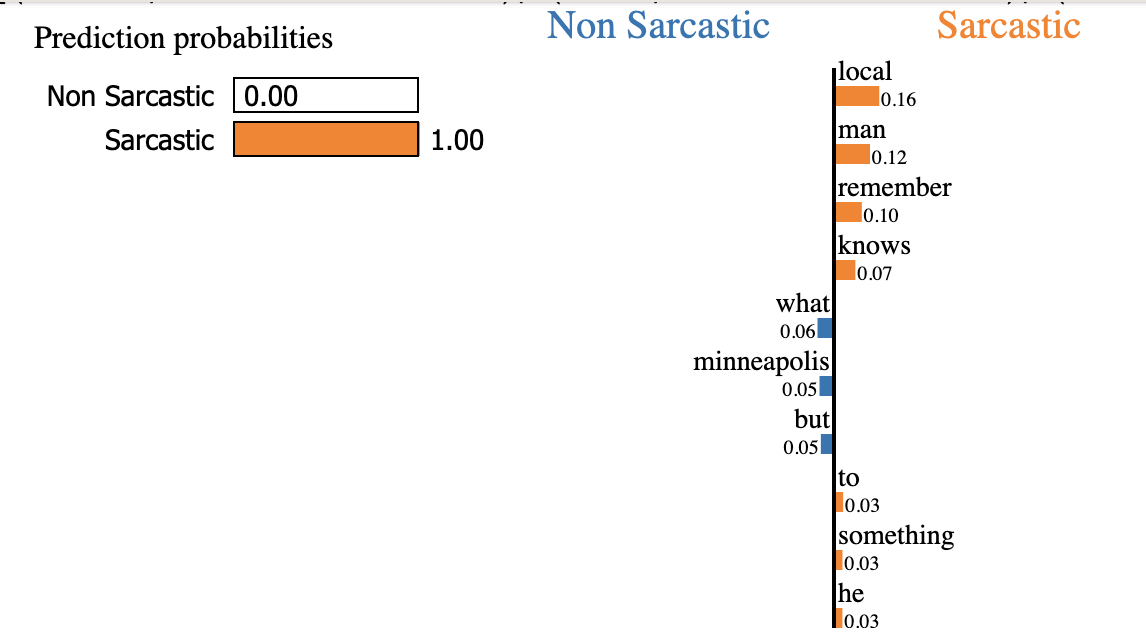 Prediction probabilities
Non Sarcastic 0.00
Sarcastic 1.00
Non Sarcastic Sarcastic
local
0.16
man
0.12
remember
0.10
knows
0.07
what
0.06
minneapolis
0.05
but
0.05
to
0.03
something
0.03
he
0.03